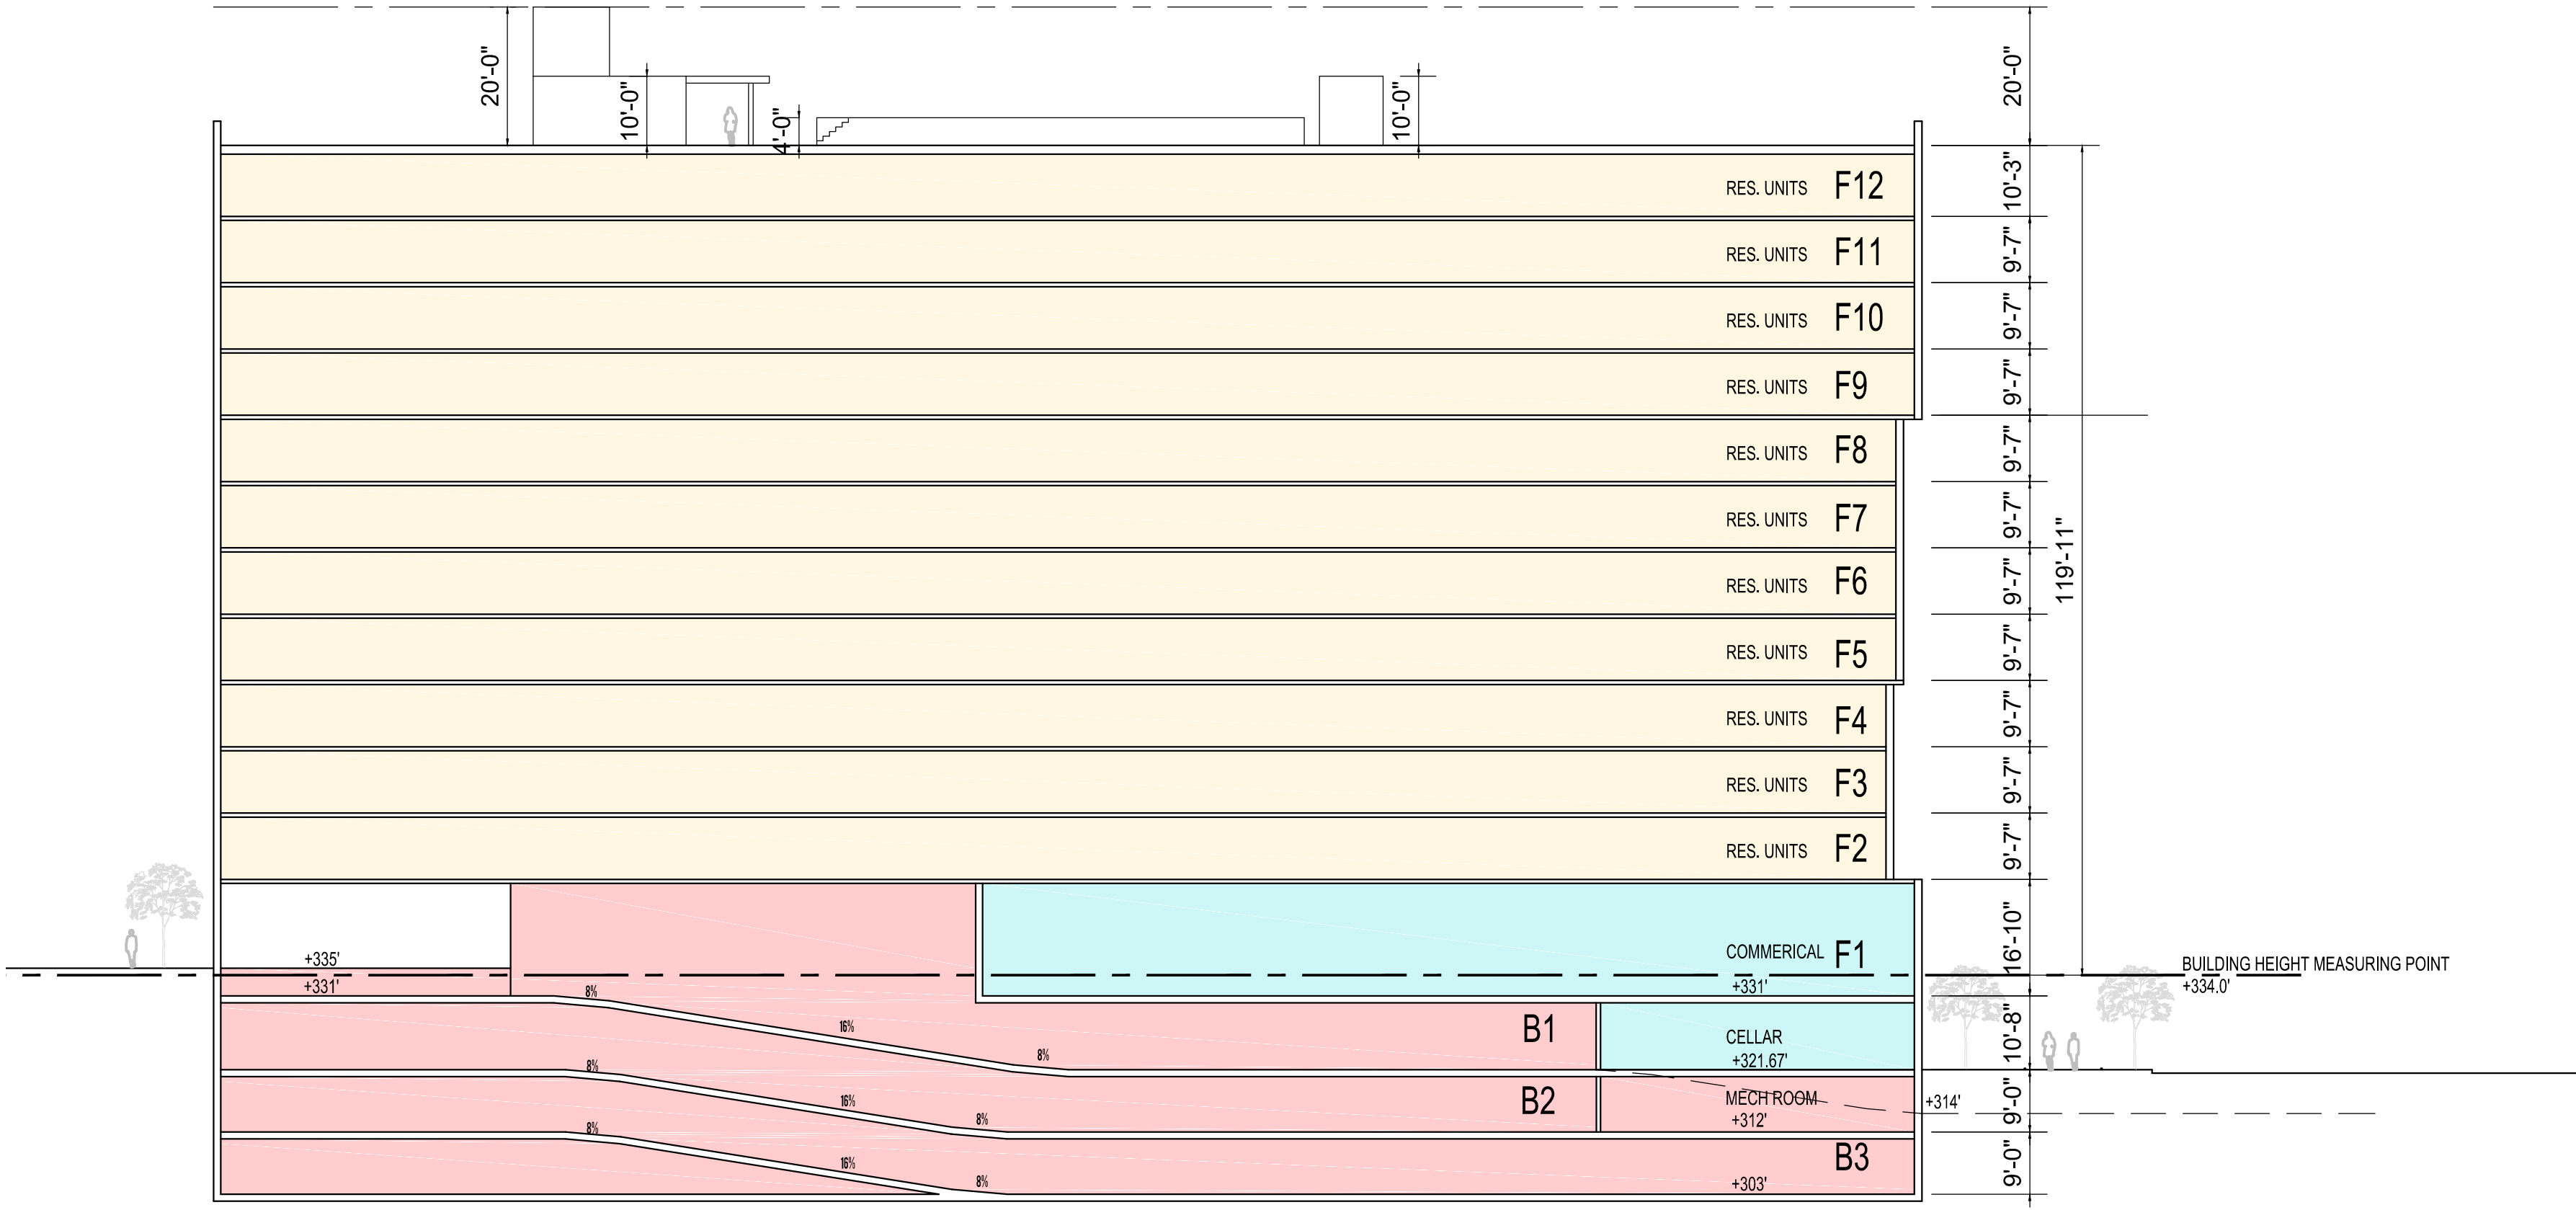 20'-0"
10'-0"
4'-0"
10'-0"
20'-0"
RES. UNITS F12 10'-3"
RES. UNITS F11 9'-7"
RES. UNITS F10 9'-7"
RES. UNITS F9 9'-7"
RES. UNITS F8 9'-7"
RES. UNITS F7 9'-7"
119'-11"
RES. UNITS F6 9'-7"
RES. UNITS F5 9'-7"
RES. UNITS F4 9'-7"
RES. UNITS F3 9'-7"
RES. UNITS F2 9'-7"
+335'
COMMERICAL F1 16'-10"
BUILDING HEIGHT MEASURING POINT
+334.0'
+331'
8%
+331'
16%
B1
CELLAR
10'-8"
8%
+321.67'
8%
16%
B2
MECH ROOM
9'-0"
+314'
8%
+312'
8%
16%
B3
9'-0"
8%
+303'